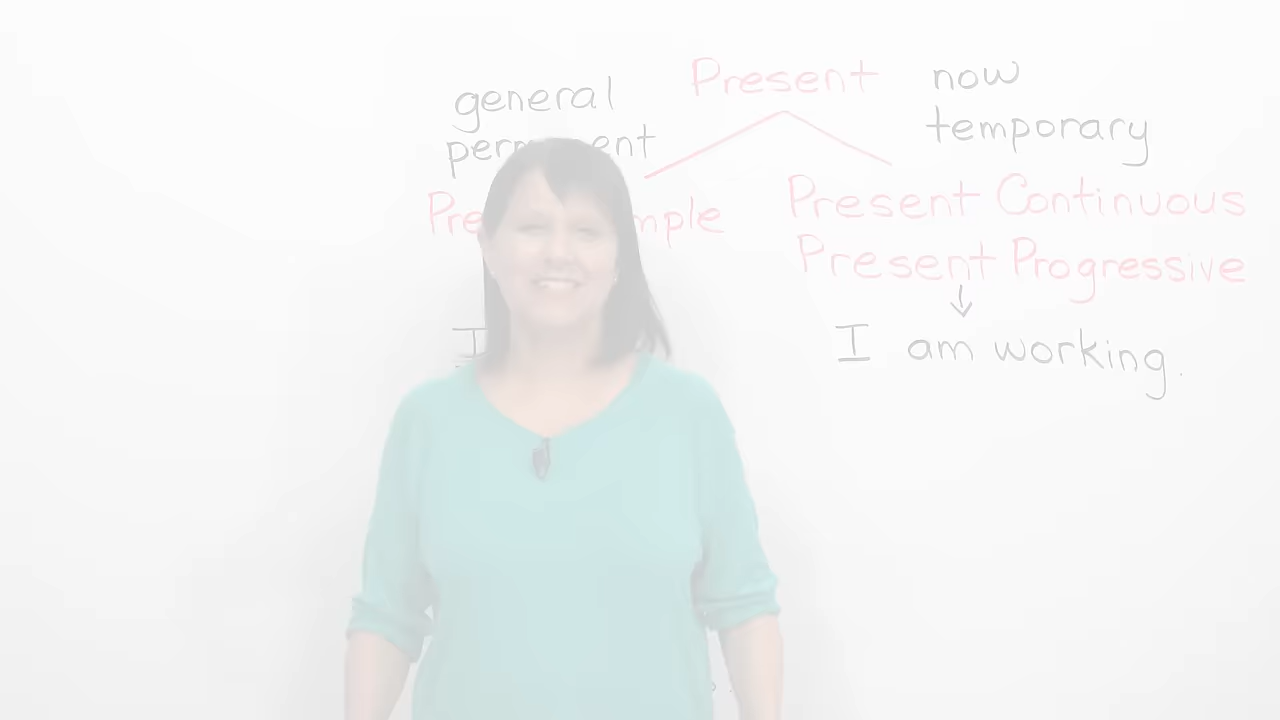 Present
general
now
temporary
Present Continuous
Present Progressive
I
I am working.